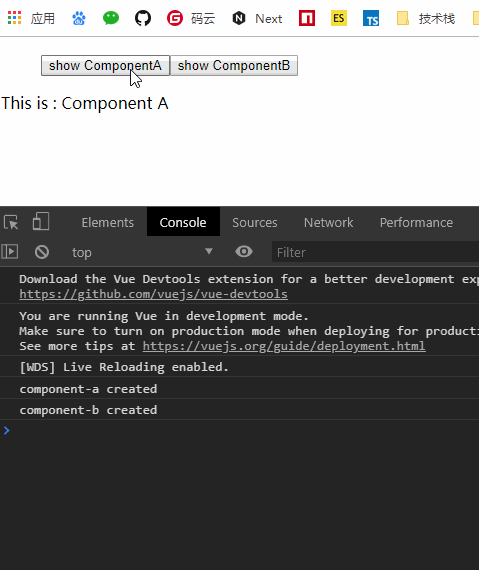 应用 百度 码云 Next ES TS 技术栈
show ComponentA show ComponentB
This is : Component A
Elements Console Sources Network Performance
top Filter
Download the Vue Devtools extension for a better development exp
https://github.com/vuejs/vue-devtools
You are running Vue in development mode.
Make sure to turn on production mode when deploying for producti
See more tips at https://vuejs.org/guide/deployment.html
[WDS] Live Reloading enabled.
component-a created
component-b created